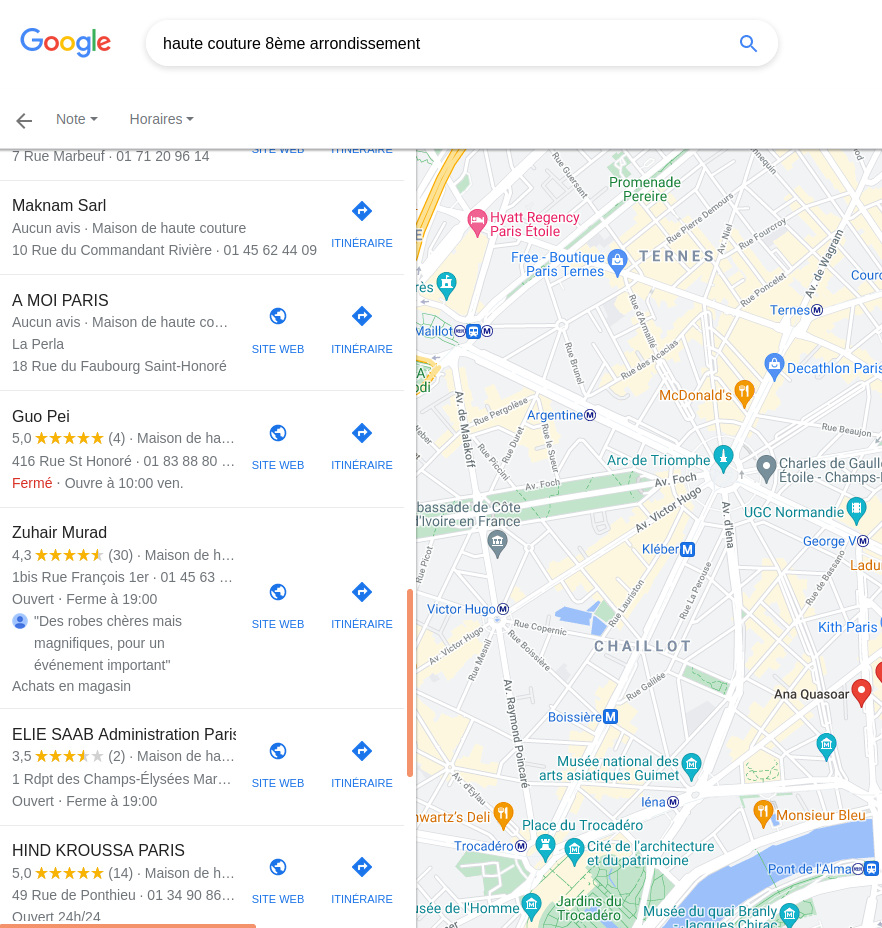 Google
haute couture 8ème arrondissement
Note
Horaires
SITE WEB
ITINÉRAIRE
7 Rue Marbeuf · 01 71 20 96 14
Maknam Sarl
Aucun avis · Maison de haute couture
10 Rue du Commandant Rivière · 01 45 62 44 09
ITINÉRAIRE
A MOI PARIS
Aucun avis · Maison de haute co…
La Perla
18 Rue du Faubourg Saint-Honoré
SITE WEB
ITINÉRAIRE
Guo Pei
5,0 (4) · Maison de ha…
416 Rue St Honoré · 01 83 88 80 …
Fermé · Ouvre à 10:00 ven.
SITE WEB
ITINÉRAIRE
Zuhair Murad
4,3 (30) · Maison de h…
1bis Rue François 1er · 01 45 63 …
Ouvert · Ferme à 19:00
"Des robes chères mais
magnifiques, pour un
événement important"
Achats en magasin
SITE WEB
ITINÉRAIRE
ELIE SAAB Administration Paris
3,5 (2) · Maison de ha…
1 Rdpt des Champs-Élysées Mar…
Ouvert · Ferme à 19:00
SITE WEB
ITINÉRAIRE
HIND KROUSSA PARIS
5,0 (14) · Maison de h…
49 Rue de Ponthieu · 01 34 90 86…
Ouvert 24h/24
SITE WEB
ITINÉRAIRE
Rue Guersant
Promenade
Pereire
Hyatt Regency
Paris Étoile
Rue Pierre Demours
Av. Niel
Rue Fourcroy
Av. de Wagram
Free - Boutique
Paris Ternes
TERNES
Rue Poncelet
Ternes
Maillot
Rue d'Armaillé
Rue des Acacias
Rue Brunel
Decathlon Paris
McDonald's
Av. de Malakoff
Rue Pergolèse
Argentine
Rue Duret
Rue le Sueur
Rue Piccini
Rue Beaujon
Arc de Triomphe
Charles de Gaulle
Étoile - Champs-
Av. Foch
Av. Foch
Av. Victor Hugo
bassade de Côte
d'Ivoire en France
Av. d'Iéna
UGC Normandie
Rue Picot
Kléber
George V
Rue de Bassano
Rue La Perouse
Rue Lauriston
Victor Hugo
Kith Paris
Rue Copernic
Av. Victor Hugo
Rue Boissière
Rue Mesnil
CHAILLOT
Rue Galilée
Ana Quasoar
Av. Raymond Poincaré
Boissière
Musée national des
arts asiatiques Guimet
Av. d'Eylau
Iéna
hwartz's Deli
Place du Trocadéro
Monsieur Bleu
Trocadéro
Cité de l'architecture
et du patrimoine
Pont de l'Alma
sée de l'Homme
Jardins du
Trocadéro
Musée du quai Branly
- Jacques Chirac